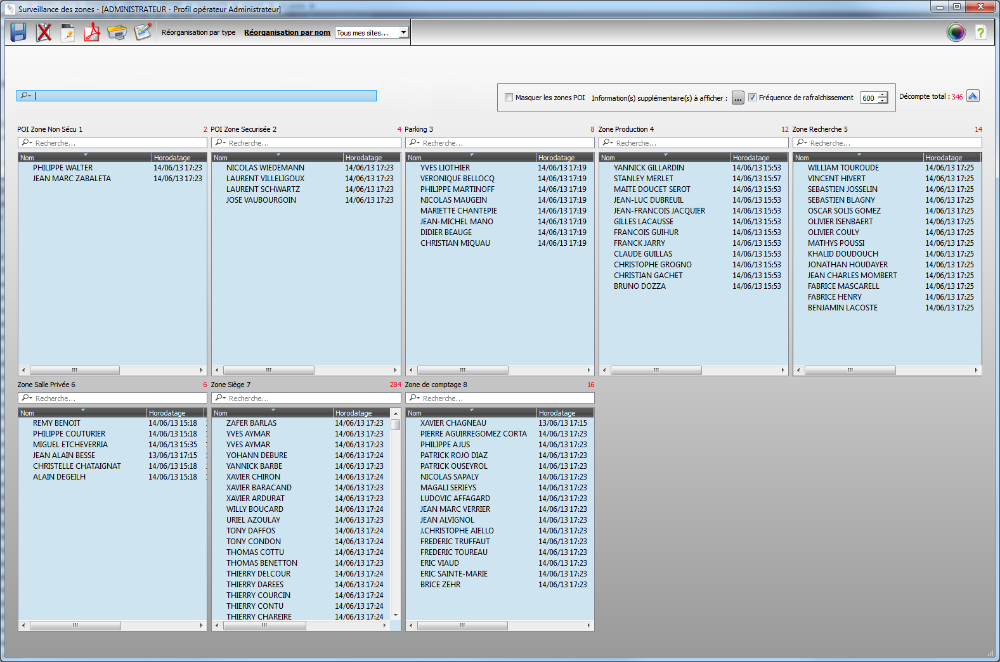 Surveillance des zones - [ADMINISTRATEUR - Profil opérateur Administrateur]
Réorganisation par type Réorganisation par nom Tous mes sites...
Masquer les zones POI Information(s) supplémentaire(s) à afficher : ... Fréquence de rafraîchissement 600 Décompte total : 346
POI Zone Non Sécu 1 2
Recherche...
Nom Horodatage
PHILIPPE WALTER 14/06/13 17:23
JEAN MARC ZABALETA 14/06/13 17:23
POI Zone Securisée 2 4
Recherche...
Nom Horodatage
NICOLAS WIEDEMANN 14/06/13 17:23
LAURENT VILLELIGOUX 14/06/13 17:23
LAURENT SCHWARTZ 14/06/13 17:23
JOSE VAUBOURGOIN 14/06/13 17:23
Parking 3 8
Recherche...
Nom Horodatage
YVES LIOTHIER 14/06/13 17:19
VERONIQUE BELLOCQ 14/06/13 17:19
PHILIPPE MARTINOFF 14/06/13 17:19
NICOLAS MAUGEIN 14/06/13 17:19
MARIETTE CHANTEPIE 14/06/13 17:19
JEAN-MICHEL MANO 14/06/13 17:19
DIDIER BEAUGE 14/06/13 17:19
CHRISTIAN MIQUAU 14/06/13 17:19
Zone Production 4 12
Recherche...
Nom Horodatage
YANNICK GILLARDIN 14/06/13 15:53
STANLEY MERLET 14/06/13 15:57
MAITE DOUCET SEROT 14/06/13 15:53
JEAN-LUC DUBREUIL 14/06/13 15:53
JEAN-FRANCOIS JACQUIER 14/06/13 15:53
GILLES LACAUSSE 14/06/13 15:53
FRANCOIS GUIHUR 14/06/13 15:53
FRANCK JARRY 14/06/13 15:53
CLAUDE GUILLAS 14/06/13 15:53
CHRISTOPHE GROGNO 14/06/13 15:53
CHRISTIAN GACHET 14/06/13 15:53
BRUNO DOZZA 14/06/13 15:53
Zone Recherche 5 14
Recherche...
Nom Horodatage
WILLIAM TOUROUDE 14/06/13 17:25
VINCENT HIVERT 14/06/13 17:25
SEBASTIEN JOSSELIN 14/06/13 17:25
SEBASTIEN BLAGNY 14/06/13 17:25
OSCAR SOLIS GOMEZ 14/06/13 17:25
OLIVIER ISENBAERT 14/06/13 17:25
OLIVIER COULY 14/06/13 17:25
MATHYS POUSSI 14/06/13 17:25
KHALID DOUDOUCH 14/06/13 17:25
JONATHAN HOUDAYER 14/06/13 17:25
JEAN CHARLES MOMBERT 14/06/13 17:25
FABRICE MASCARELL 14/06/13 17:25
FABRICE HENRY 14/06/13 17:25
BENJAMIN LACOSTE 14/06/13 17:25
Zone Salle Privée 6 6
Recherche...
Nom Horodatage
REMY BENOIT 14/06/13 15:18
PHILIPPE COUTURIER 14/06/13 15:18
MIGUEL ETCHEVERRIA 14/06/13 15:35
JEAN ALAIN BESSE 13/06/13 17:15
CHRISTELLE CHATAIGNAT 14/06/13 15:18
ALAIN DEGEILH 14/06/13 15:18
Zone Siège 7 284
Recherche...
Nom Horodatage
ZAFER BARLAS 14/06/13 17:23
YVES AYMAR 14/06/13 17:23
YVES AYMAR 14/06/13 17:23
YOHANN DEBURE 14/06/13 17:24
YANNICK BARBE 14/06/13 17:23
XAVIER CHIRON 14/06/13 17:24
XAVIER BARACAND 14/06/13 17:23
XAVIER ARDURAT 14/06/13 17:23
WILLY BOUCARD 14/06/13 17:24
URIEL AZOULAY 14/06/13 17:23
TONY DAFFOS 14/06/13 17:24
TONY CONDON 14/06/13 17:24
THOMAS COTTU 14/06/13 17:24
THOMAS BENETTON 14/06/13 17:23
THIERRY DELCOUR 14/06/13 17:24
THIERRY DAREES 14/06/13 17:24
THIERRY COURCIN 14/06/13 17:24
THIERRY CONTU 14/06/13 17:24
THIERRY CHAREIRE 14/06/13 17:24
Zone de comptage 8 16
Recherche...
Nom Horodatage
XAVIER CHAGNEAU 13/06/13 17:15
PIERRE AGUIRREGOMEZ CORTA 14/06/13 17:23
PHILIPPE AJUS 14/06/13 17:23
PATRICK ROJO DIAZ 14/06/13 17:23
PATRICK OUSEYROL 14/06/13 17:23
NICOLAS SAPALY 14/06/13 17:23
MAGALI SERIEYS 14/06/13 17:23
LUDOVIC AFFAGARD 14/06/13 17:23
JEAN MARC VERRIER 14/06/13 17:23
JEAN ALVIGNOL 14/06/13 17:23
J.CHRISTOPHE AIELLO 14/06/13 17:23
FREDERIC TRUFFAUT 14/06/13 17:23
FREDERIC TOUREAU 14/06/13 17:23
ERIC VIAUD 14/06/13 17:23
ERIC SAINTE-MARIE 14/06/13 17:23
BRICE ZEHR 14/06/13 17:23